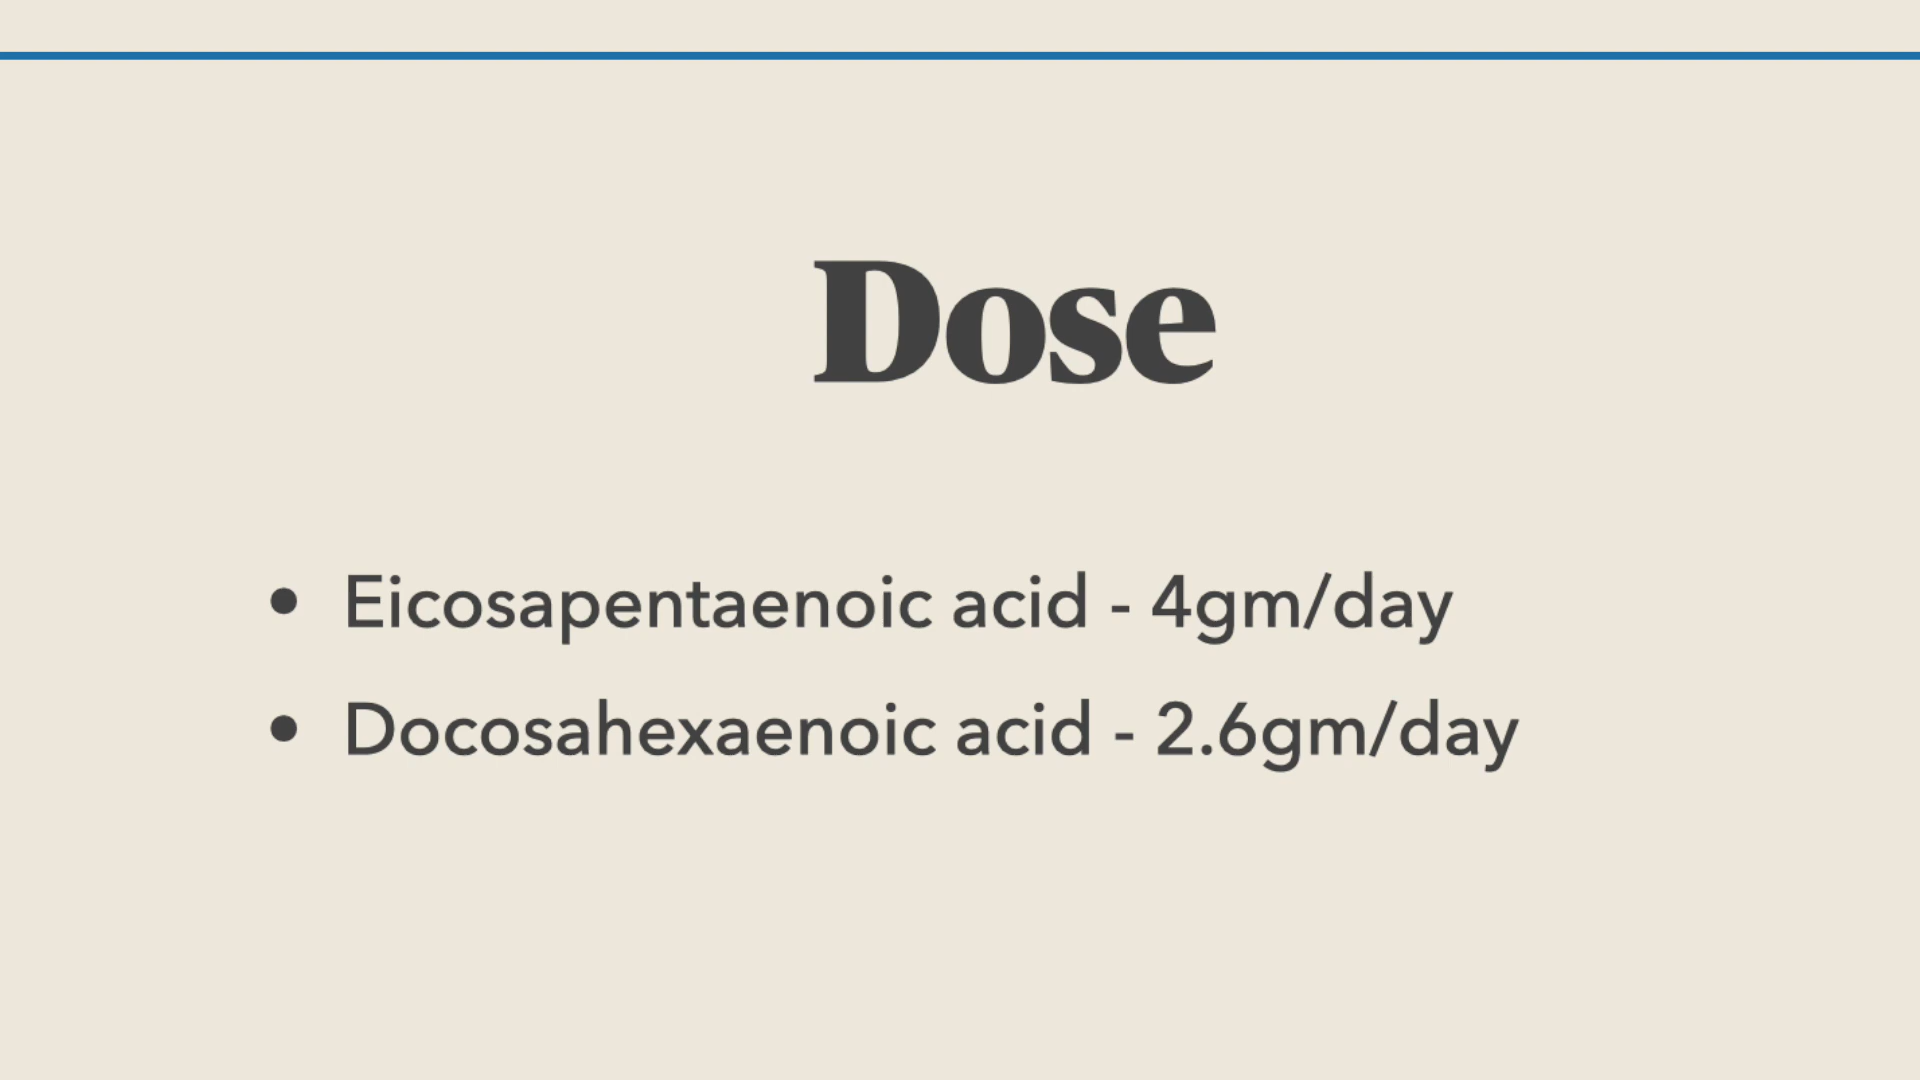 Dose
• Eicosapentaenoic acid - 4gm/day
• Docosahexaenoic acid - 2.6gm/day